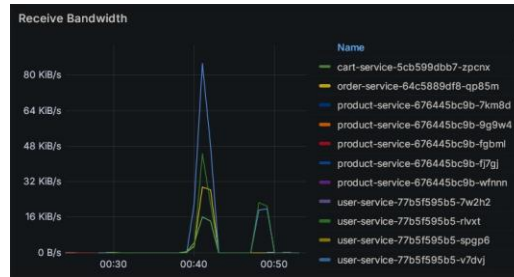 Receive Bandwidth
Name
80 KiB/s
64 KiB/s
48 KiB/s
32 KiB/s
16 KiB/s
0 B/s
00:30
00:40
00:50
cart-service-5cb599dbb7-zpcnx
order-service-64c5889df8-qp85m
product-service-676445bc9b-7km8d
product-service-676445bc9b-9g9w4
product-service-676445bc9b-fgbml
product-service-676445bc9b-fj7gj
product-service-676445bc9b-wfnnn
user-service-77b5f595b5-7w2h2
user-service-77b5f595b5-rlvxt
user-service-77b5f595b5-spgp6
user-service-77b5f595b5-v7dvj